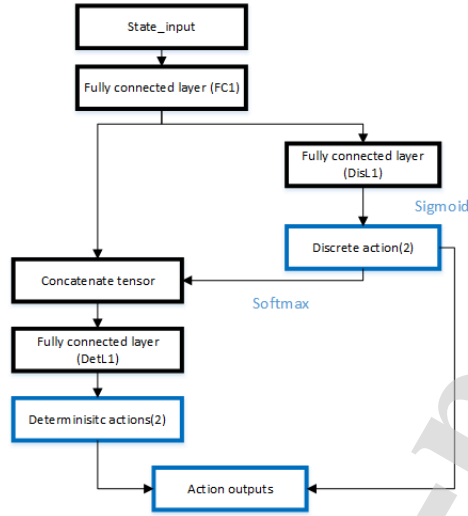 State_input
Fully connected layer (FC1)
Fully connected layer
(DisL1)
Sigmoid
Discrete action(2)
Concatenate tensor
Softmax
Fully connected layer
(DetL1)
Determinisitc actions(2)
Action outputs